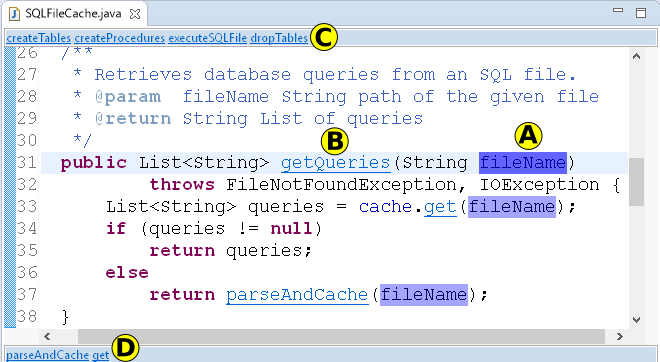 SQLFileCache.java
createTables createProcedures executeSQLFile dropTables C
26 /**
27 * Retrieves database queries from an SQL file.
28 * @param fileName String path of the given file
29 * @return String List of queries
30 */
B A
31 public List<String> getQueries(String fileName)
32 throws FileNotFoundException, IOException {
33 List<String> queries = cache.get(fileName);
34 if (queries != null)
35 return queries;
36 else
37 return parseAndCache(fileName);
38 }
parseAndCache get D